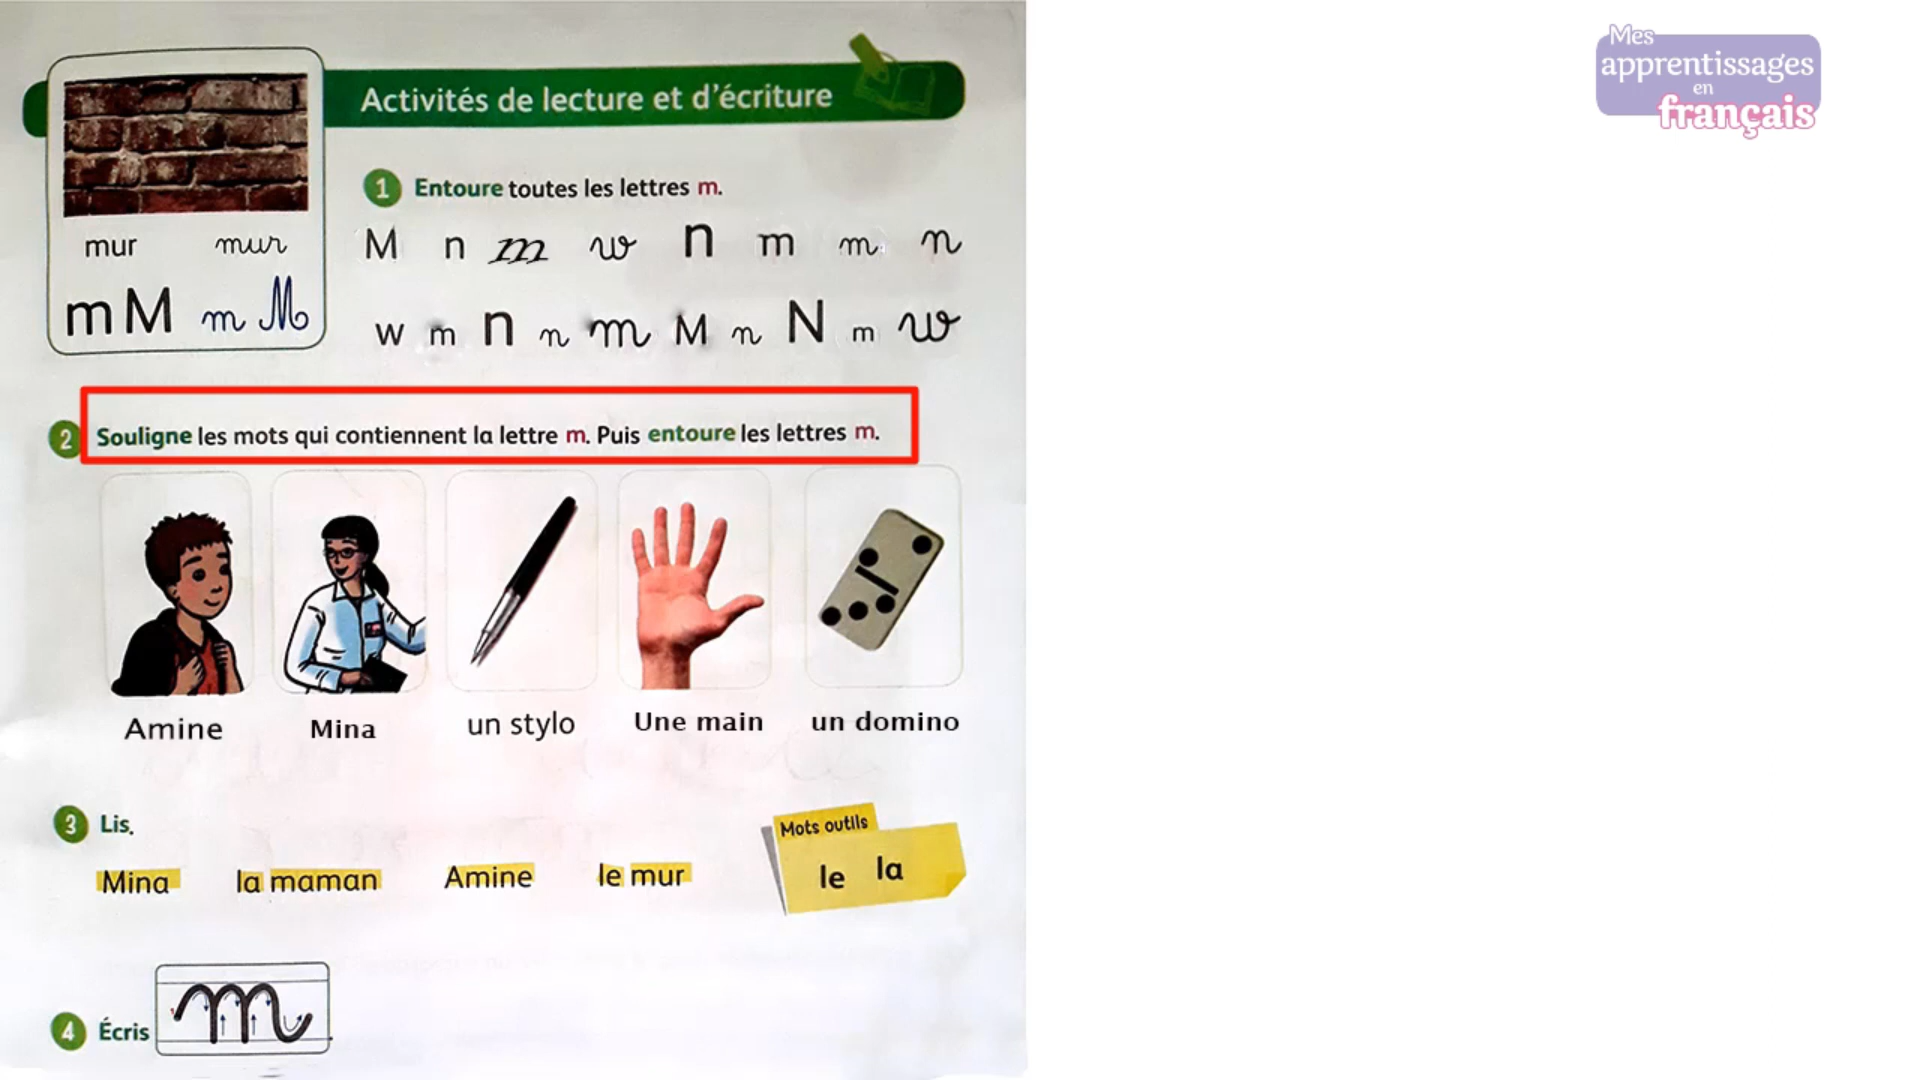 Mes
apprentissages
en
français
Activités de lecture et d'écriture
mur mur
mM m M
1 Entoure toutes les lettres m.
M n m w n m m n
w m n n m M n N m w
2 Souligne les mots qui contiennent la lettre m. Puis entoure les lettres m.
Amine Mina un stylo Une main un domino
3 Lis.
Mina la maman Amine le mur
Mots outils
le la
4 Écris m